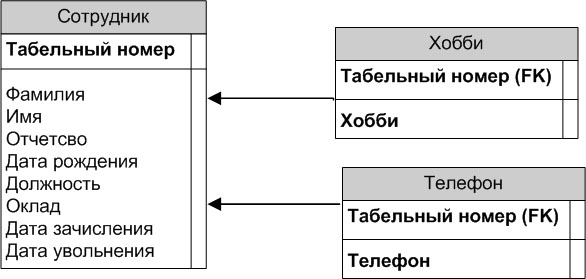 Сотрудник
Табельный номер
Фамилия
Имя
Отчетсво
Дата рождения
Должность
Оклад
Дата зачисления
Дата увольнения
Хобби
Табельный номер (FK)
Хобби
Телефон
Табельный номер (FK)
Телефон